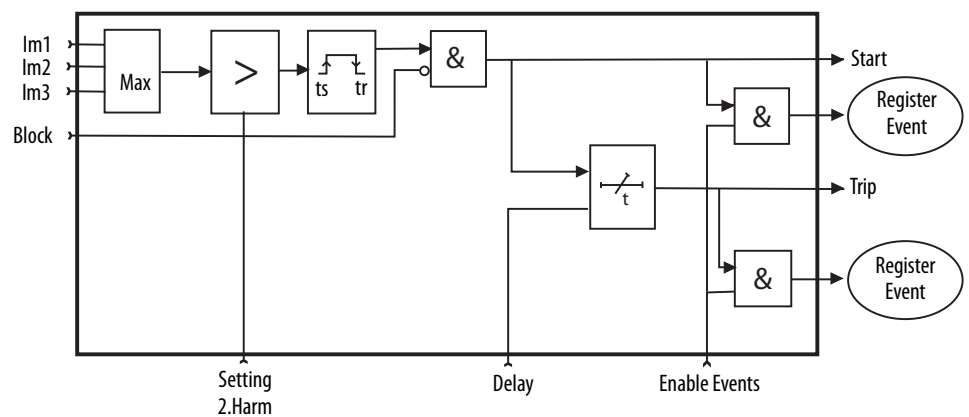 Im1
Im2
Im3
Block
Max
>
ts tr
&
Start
&
Register
Event
t
Trip
&
Register
Event
Setting
2.Harm
Delay
Enable Events